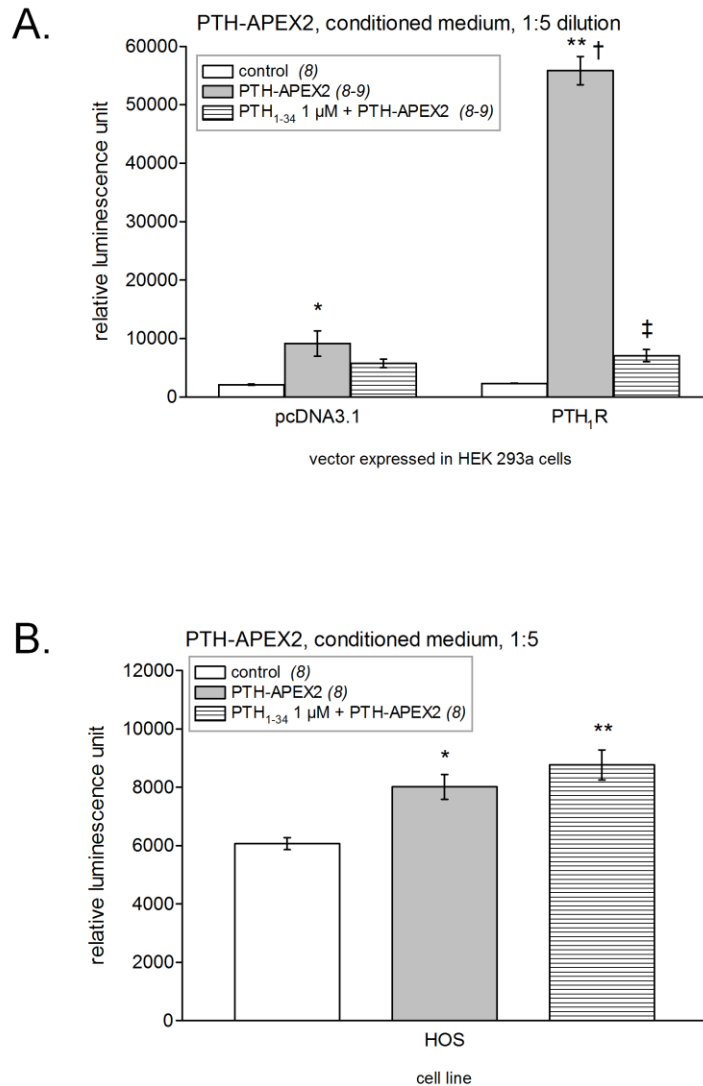 A.
PTH-APEX2, conditioned medium, 1:5 dilution
relative luminescence unit
60000
50000
40000
30000
20000
10000
0
control (8)
PTH-APEX2 (8-9)
PTH1-34 1 µM + PTH-APEX2 (8-9)
*
** †
‡
pcDNA3.1
PTH1R
vector expressed in HEK 293a cells
B.
PTH-APEX2, conditioned medium, 1:5
relative luminescence unit
12000
10000
8000
6000
4000
2000
0
control (8)
PTH-APEX2 (8)
PTH1-34 1 µM + PTH-APEX2 (8)
*
**
HOS
cell line